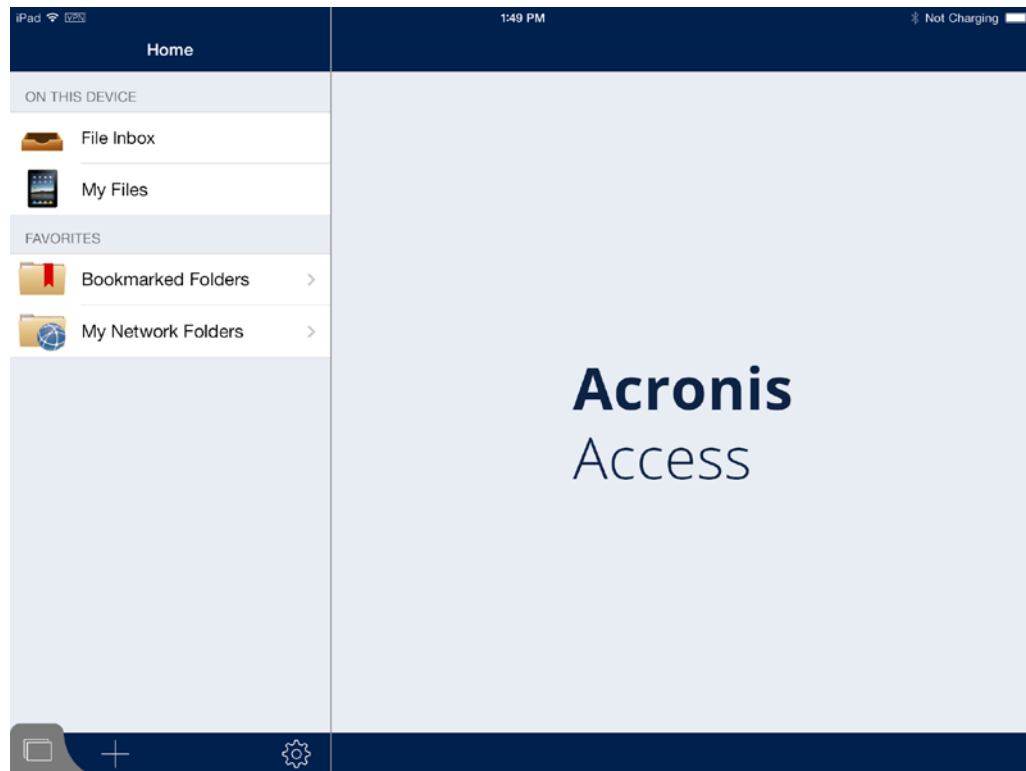 iPad VPN 1:49 PM Not Charging
Home
ON THIS DEVICE
File Inbox
My Files
FAVORITES
Bookmarked Folders
My Network Folders
Acronis
Access